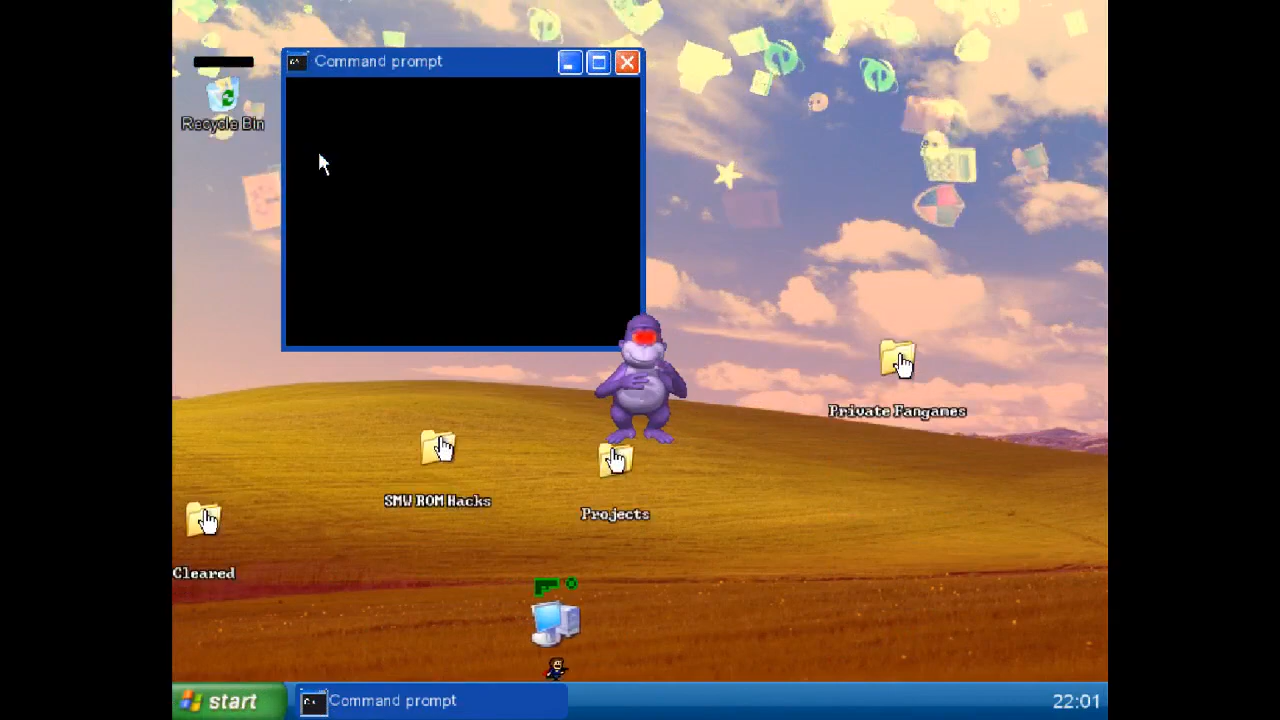 Command prompt
Recycle Bin
Private Fangames
SMW ROM Hacks
Projects
Cleared
start
Command prompt
22:01